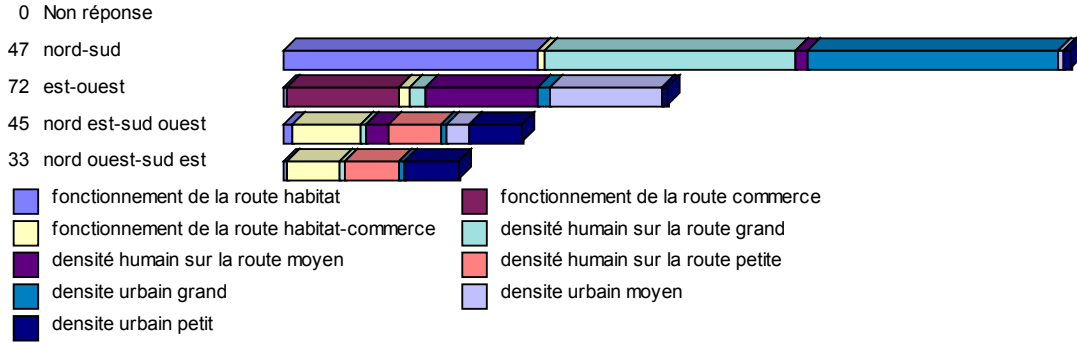 0 Non réponse
47 nord-sud
72 est-ouest
45 nord est-sud ouest
33 nord ouest-sud est
fonctionnement de la route habitat
fonctionnement de la route commerce
fonctionnement de la route habitat-commerce
densité humain sur la route grand
densité humain sur la route moyen
densité humain sur la route petite
densite urbain grand
densite urbain moyen
densite urbain petit